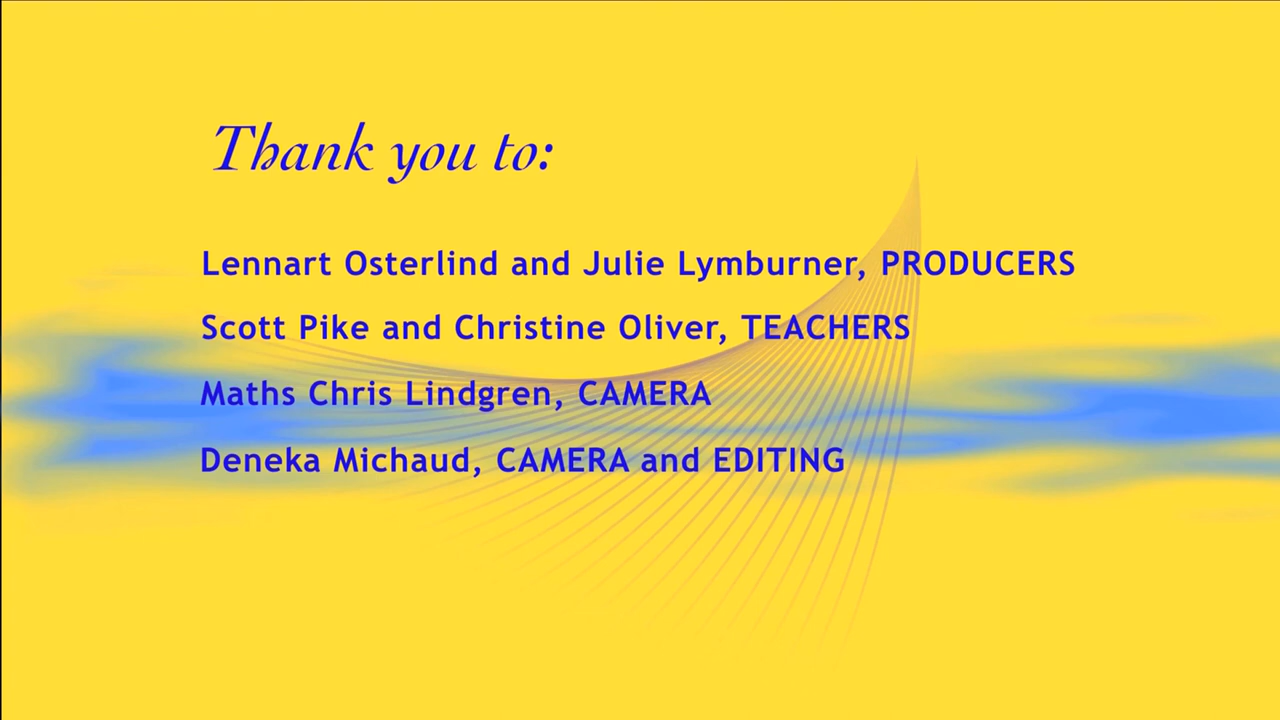 Thank you to:
Lennart Osterlind and Julie Lymburner, PRODUCERS
Scott Pike and Christine Oliver, TEACHERS
Maths Chris Lindgren, CAMERA
Deneka Michaud, CAMERA and EDITING